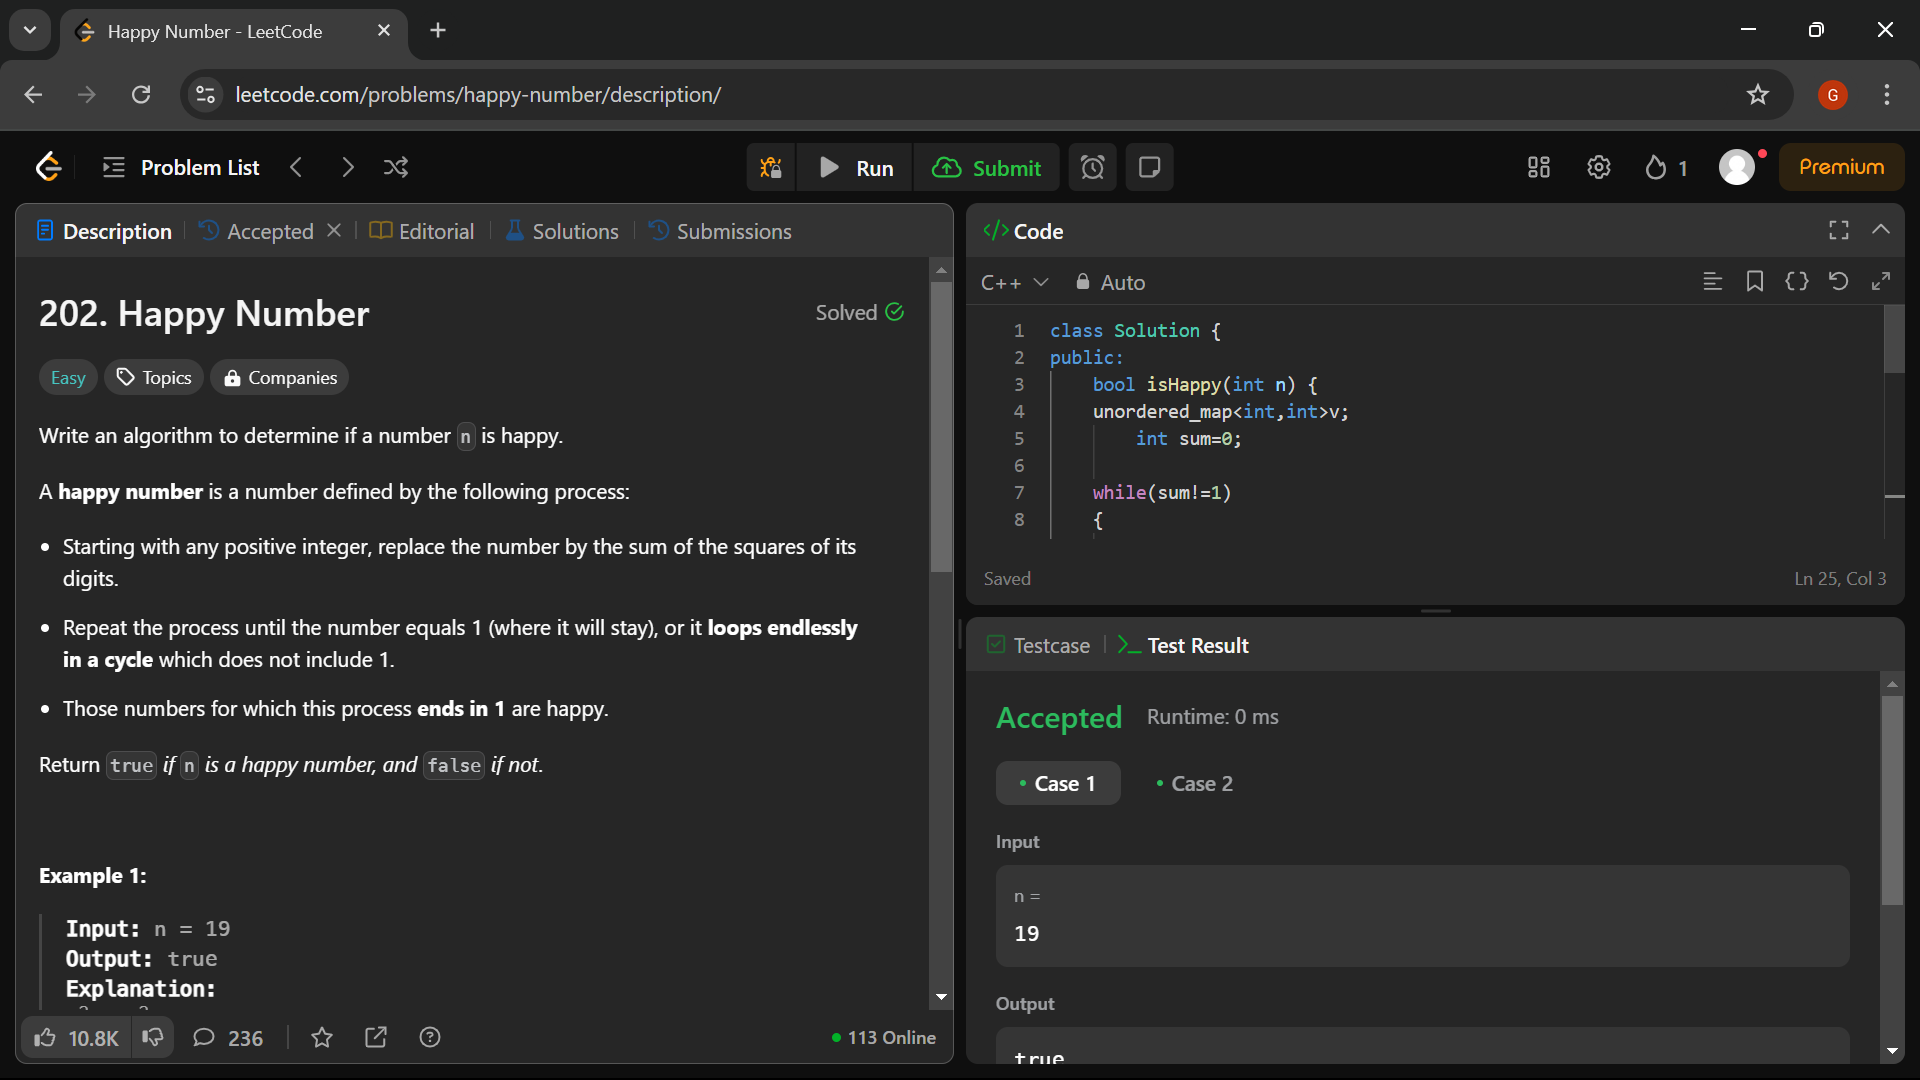 Happy Number - LeetCode
leetcode.com/problems/happy-number/description/
G
Problem List
Run
Submit
1
Premium
Description
Accepted
Editorial
Solutions
Submissions
202. Happy Number
Solved
Easy
Topics
Companies
Write an algorithm to determine if a number n is happy.
A happy number is a number defined by the following process:
• Starting with any positive integer, replace the number by the sum of the squares of its
digits.
• Repeat the process until the number equals 1 (where it will stay), or it loops endlessly
in a cycle which does not include 1.
• Those numbers for which this process ends in 1 are happy.
Return true if n is a happy number, and false if not.
Example 1:
Input: n = 19
Output: true
Explanation:
10.8K
236
113 Online
</> Code
C++
Auto
1 class Solution {
2 public:
3 bool isHappy(int n) {
4 unordered_map<int,int>v;
5 int sum=0;
6
7 while(sum!=1)
8 {
Saved
Ln 25, Col 3
Testcase
Test Result
Accepted
Runtime: 0 ms
• Case 1
• Case 2
Input
n =
19
Output
true